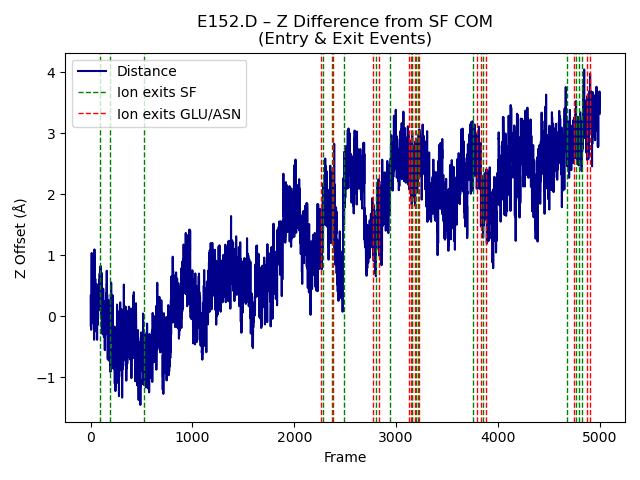 E152.D – Z Difference from SF COM
(Entry & Exit Events)
Distance
Ion exits SF
Ion exits GLU/ASN
4
3
2
1
0
−1
Z Offset (Å)
0 1000 2000 3000 4000 5000
Frame